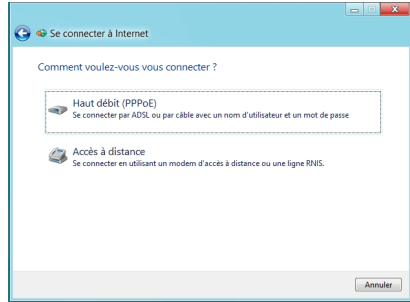 Se connecter à Internet
Comment voulez-vous vous connecter ?
Haut débit (PPPoE)
Se connecter par ADSL ou par câble avec un nom d'utilisateur et un mot de passe
Accès à distance
Se connecter en utilisant un modem d'accès à distance ou une ligne RNIS.
Annuler